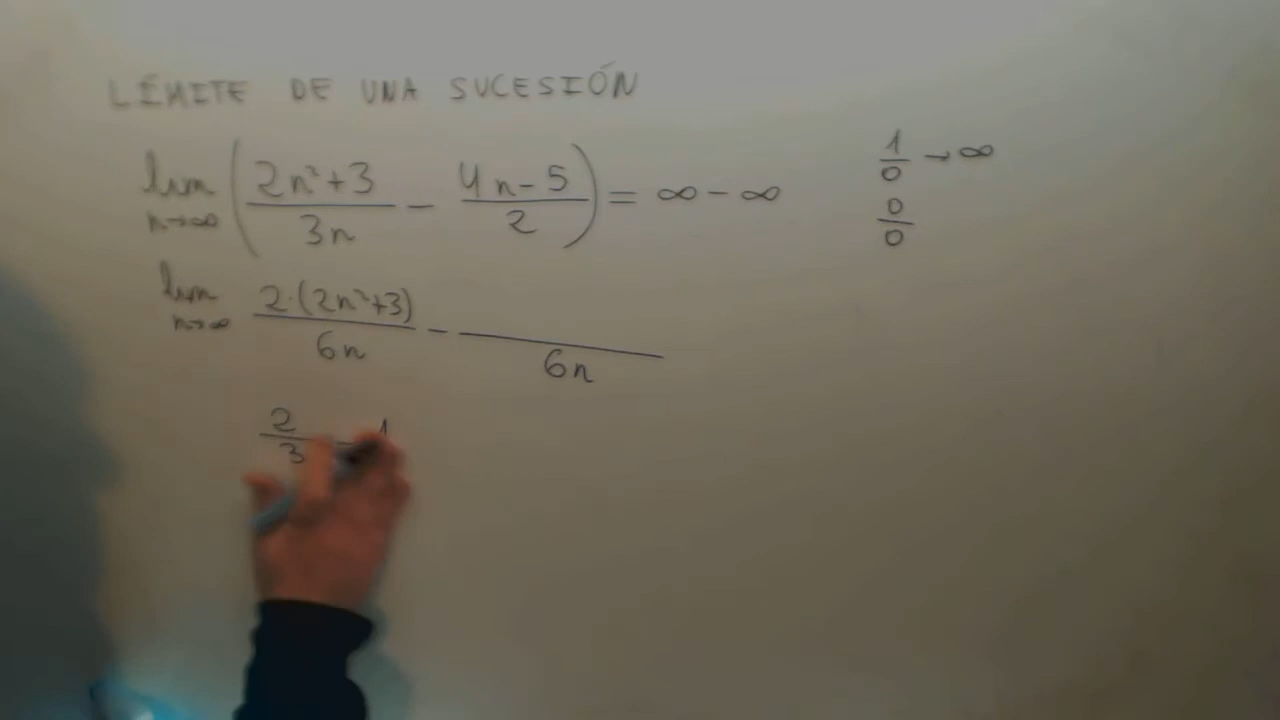 LÍMITE DE UNA SUCESIÓN
lim n→∞ ( 2n²+3 / 3n − 4n−5 / 2 ) = ∞ − ∞
1/0 → ∞
0/0
lim n→∞ 2·(2n²+3) / 6n − / 6n
2/3 − 1